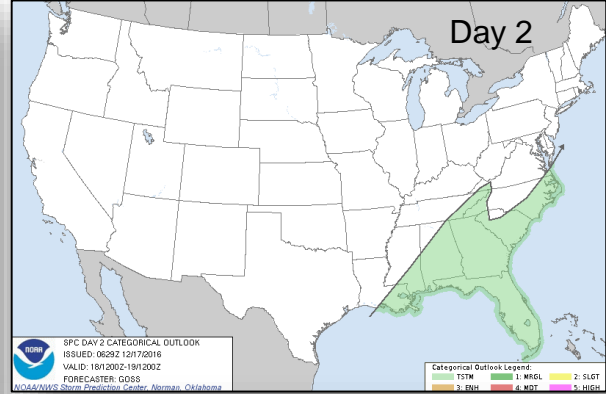 Day 2
NOAA
SPC DAY 2 CATEGORICAL OUTLOOK
ISSUED: 0629Z 12/17/2016
VALID: 18/1200Z-19/1200Z
FORECASTER: GOSS
NOAA/NWS Storm Prediction Center, Norman, Oklahoma
Categorical Outlook Legend:
TSTM 1: MRGL 2: SLGT
3: ENH 4: MDT 5: HIGH